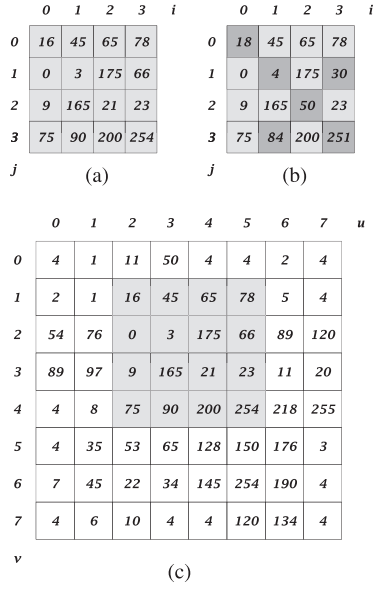 0 1 2 3 i
0 16 45 65 78
1 0 3 175 66
2 9 165 21 23
3 75 90 200 254
j
(a)
0 1 2 3 i
0 18 45 65 78
1 0 4 175 30
2 9 165 50 23
3 75 84 200 251
j
(b)
0 1 2 3 4 5 6 7 u
0 4 1 11 50 4 4 2 4
1 2 1 16 45 65 78 5 4
2 54 76 0 3 175 66 89 120
3 89 97 9 165 21 23 11 20
4 4 8 75 90 200 254 218 255
5 4 35 53 65 128 150 176 3
6 7 45 22 34 145 254 190 4
7 4 6 10 4 4 120 134 4
v
(c)